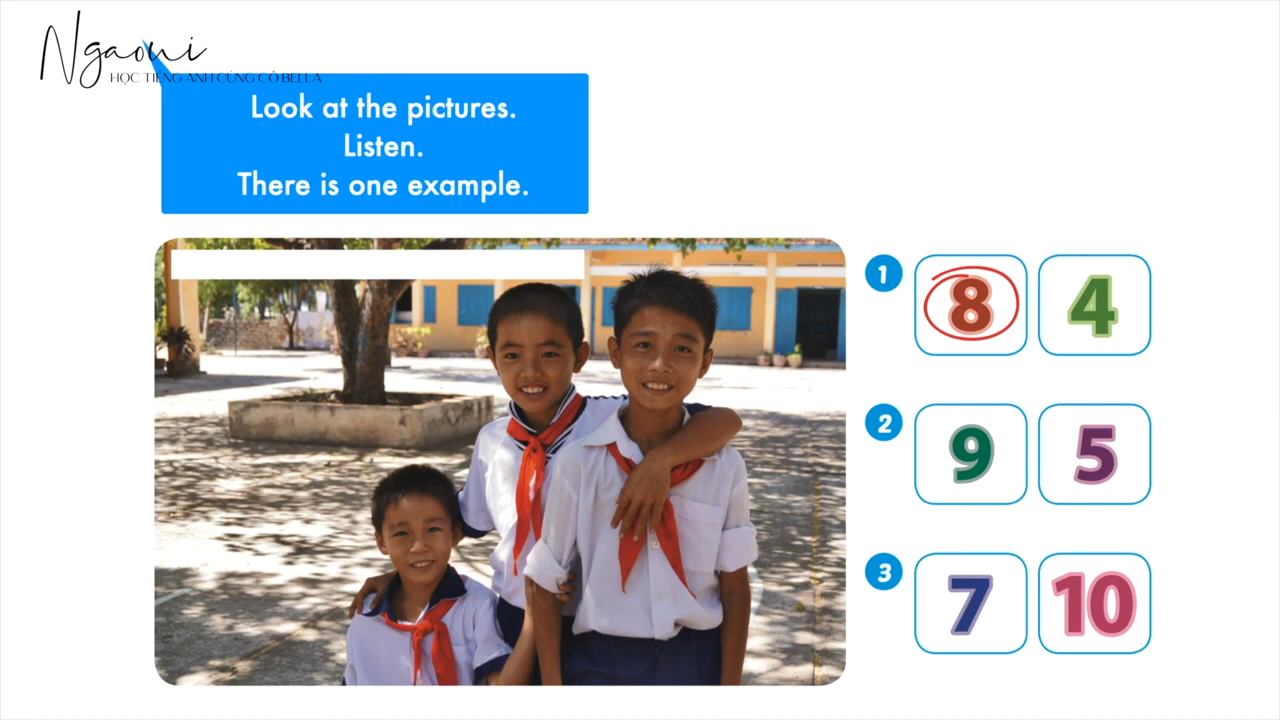 Ngaoni
HỌC TIẾNG ANH CÙNG CÔ BELLA
Look at the pictures.
Listen.
There is one example.
1 8 4
2 9 5
3 7 10